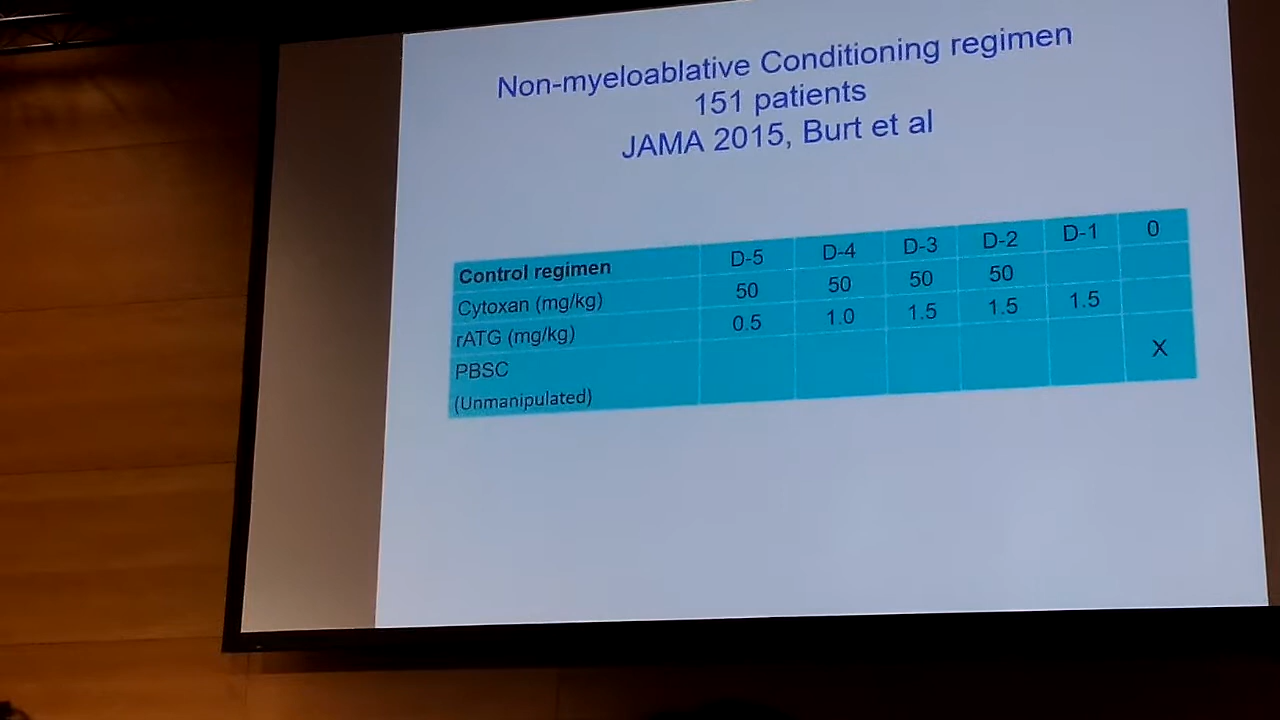 Non-myeloablative Conditioning regimen
151 patients
JAMA 2015, Burt et al
Control regimen D-5 D-4 D-3 D-2 D-1 0
Cytoxan (mg/kg) 50 50 50 50
rATG (mg/kg) 0.5 1.0 1.5 1.5 1.5
PBSC X
(Unmanipulated)